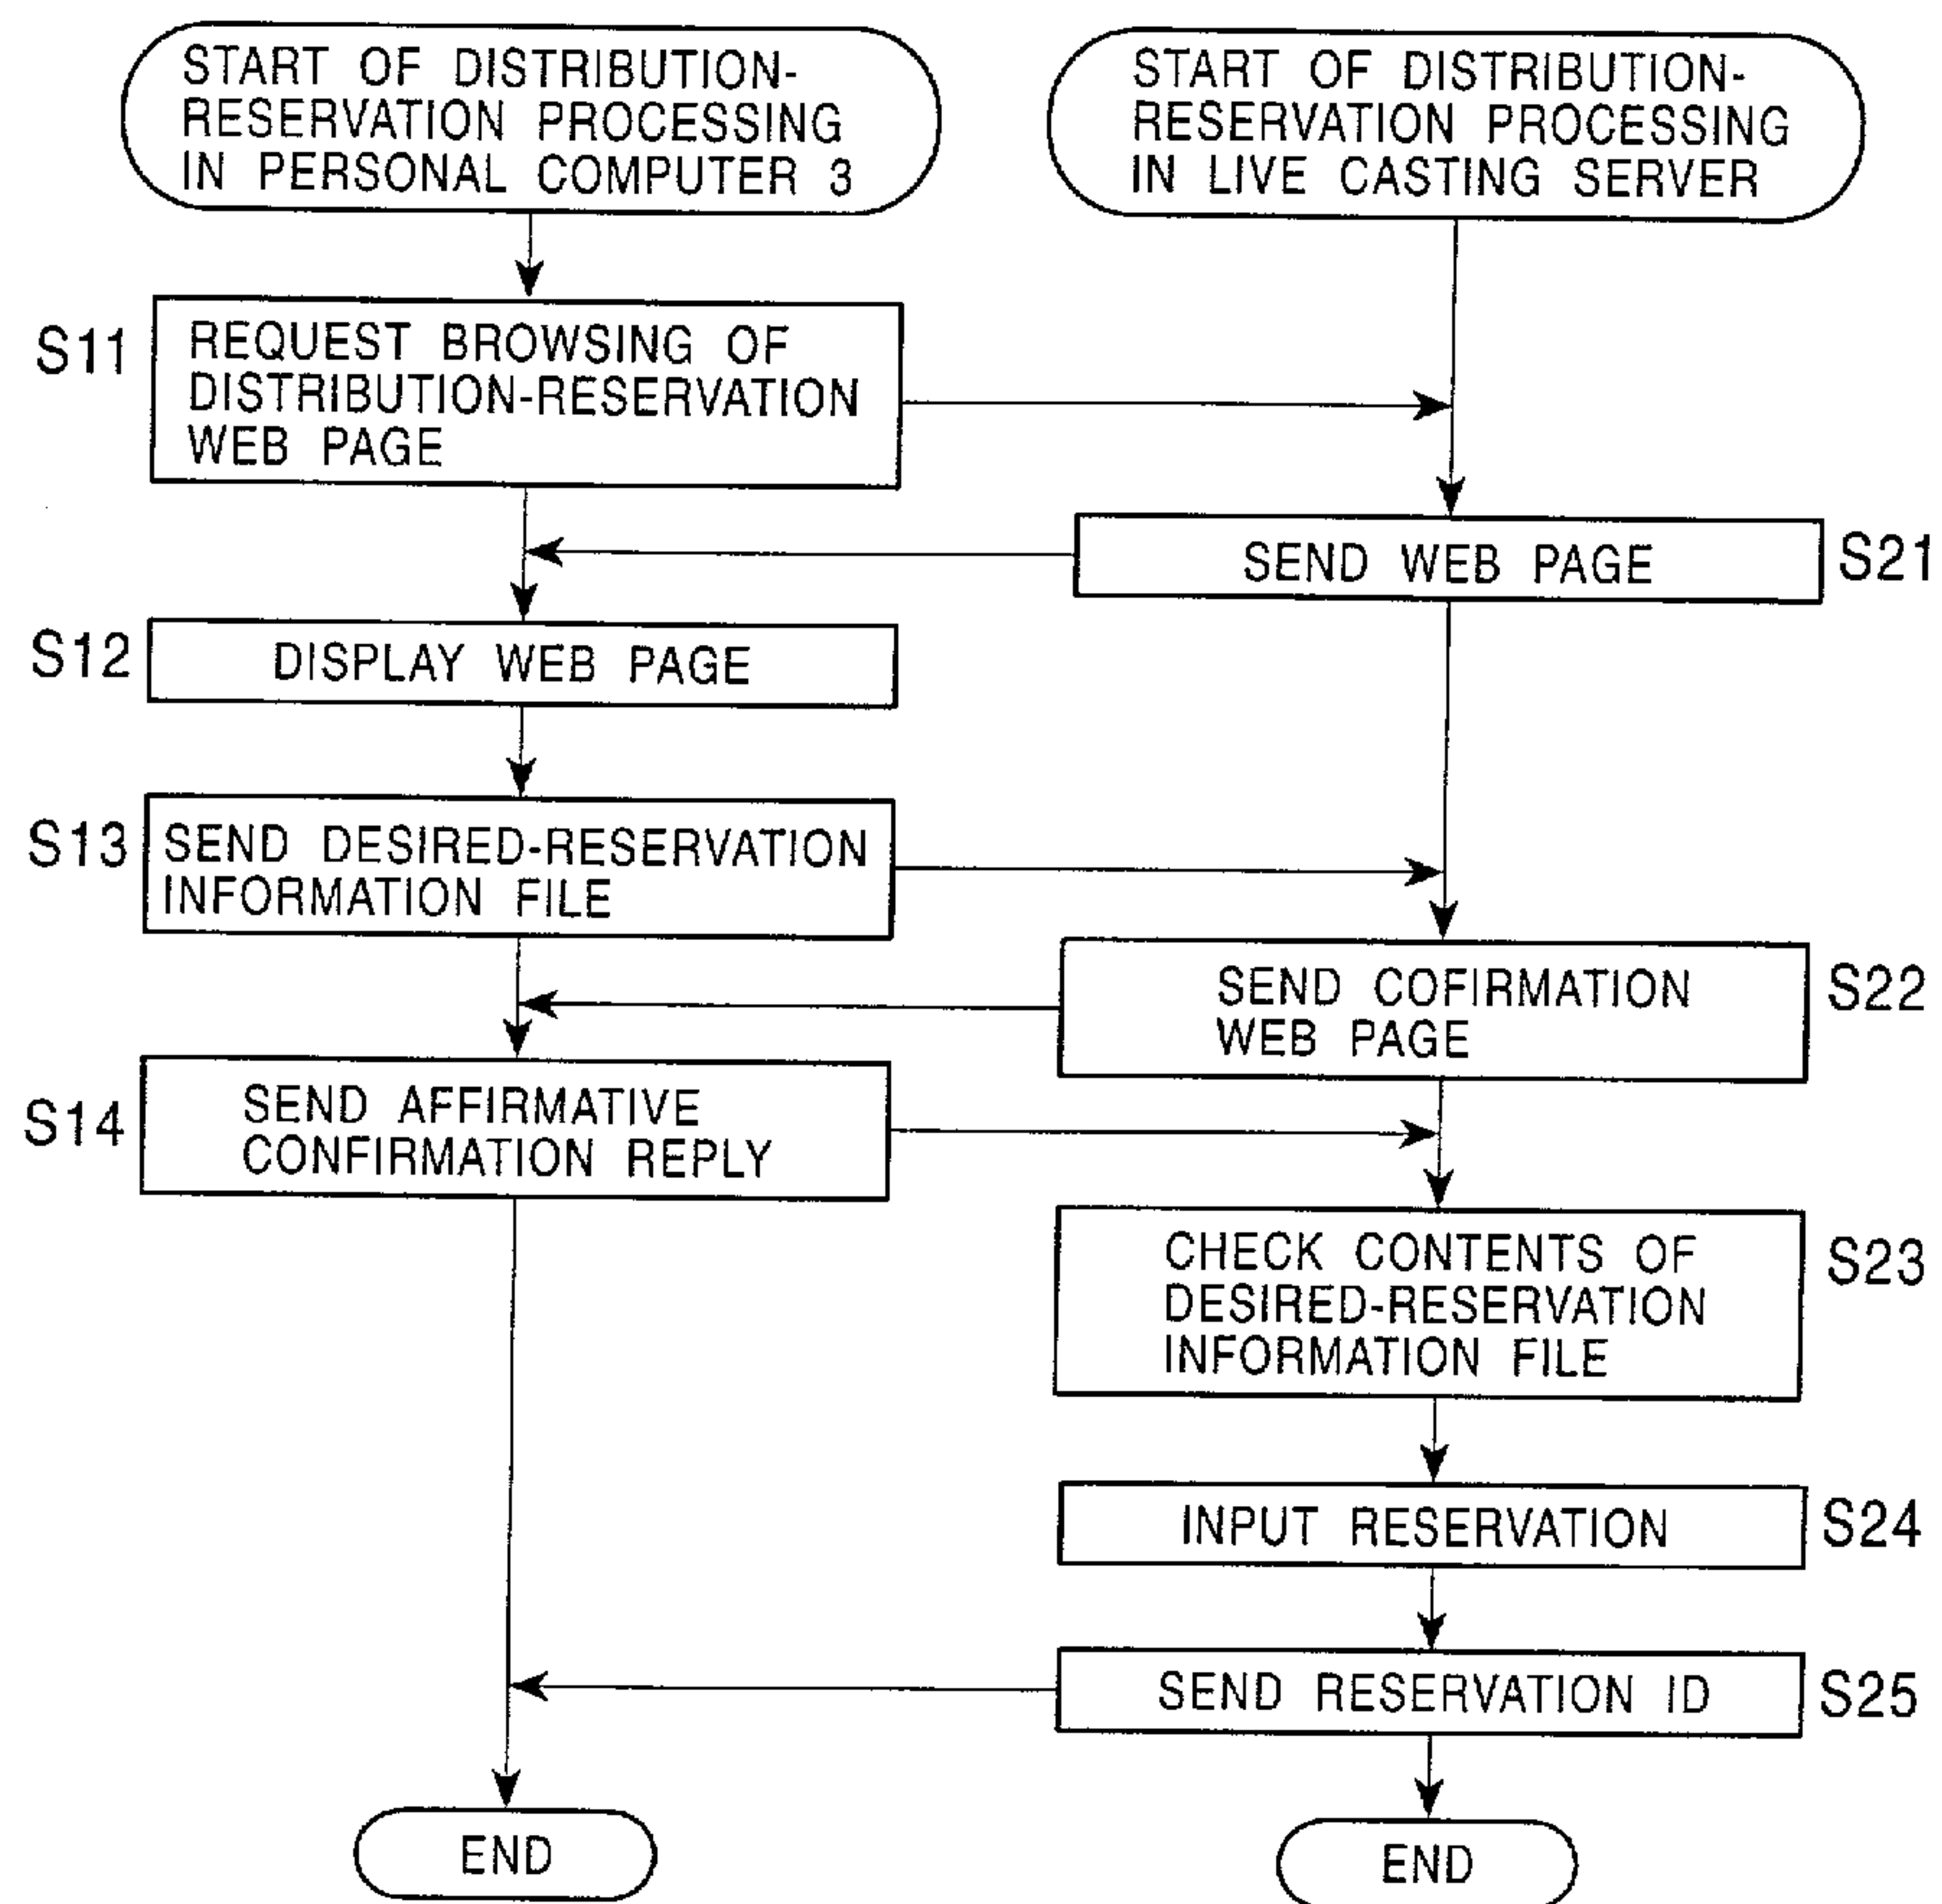 START OF DISTRIBUTION-
RESERVATION PROCESSING
IN PERSONAL COMPUTER 3
START OF DISTRIBUTION-
RESERVATION PROCESSING
IN LIVE CASTING SERVER
S11
REQUEST BROWSING OF
DISTRIBUTION-RESERVATION
WEB PAGE
SEND WEB PAGE
S21
S12
DISPLAY WEB PAGE
S13
SEND DESIRED-RESERVATION
INFORMATION FILE
SEND COFIRMATION
WEB PAGE
S22
S14
SEND AFFIRMATIVE
CONFIRMATION REPLY
CHECK CONTENTS OF
DESIRED-RESERVATION
INFORMATION FILE
S23
INPUT RESERVATION
S24
SEND RESERVATION ID
S25
END
END